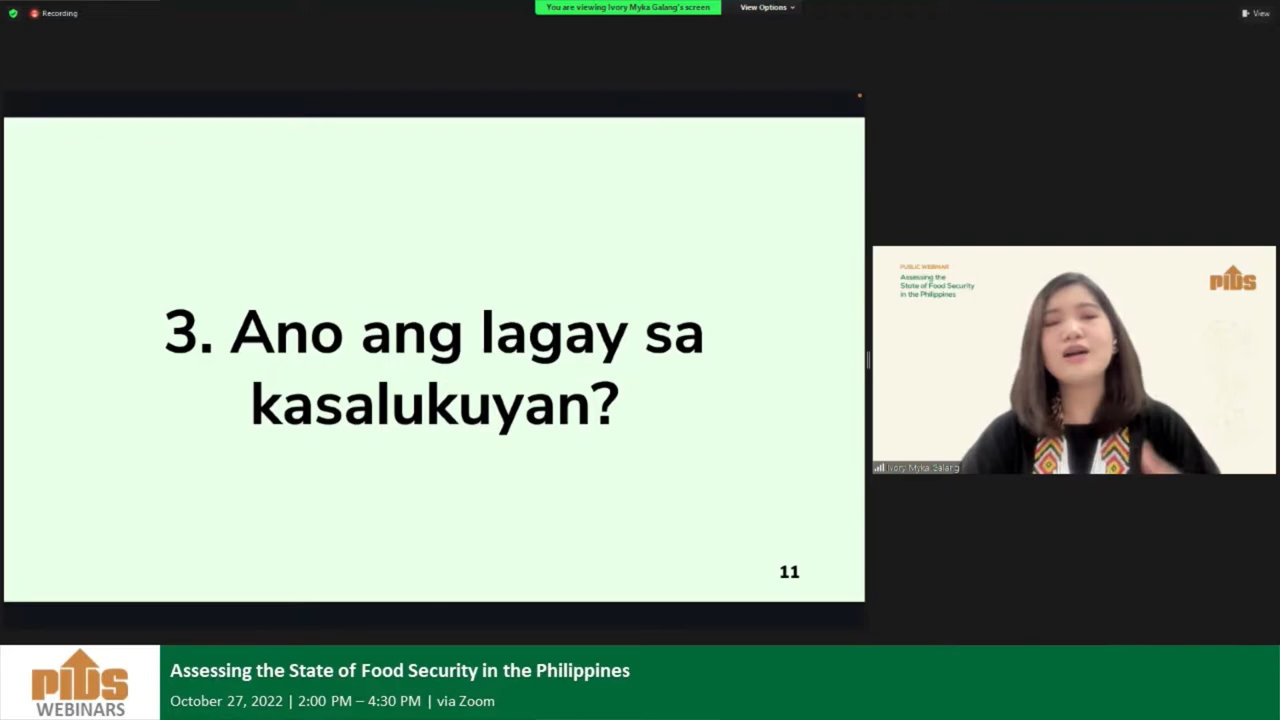 Recording
You are viewing Ivory Myka Galang's screen
View Options
View
3. Ano ang lagay sa
kasalukuyan?
11
PUBLIC WEBINAR
Assessing the
State of Food Security
in the Philippines
PIDS
Ivory Myka Galang
PIDS
WEBINARS
Assessing the State of Food Security in the Philippines
October 27, 2022 | 2:00 PM – 4:30 PM | via Zoom